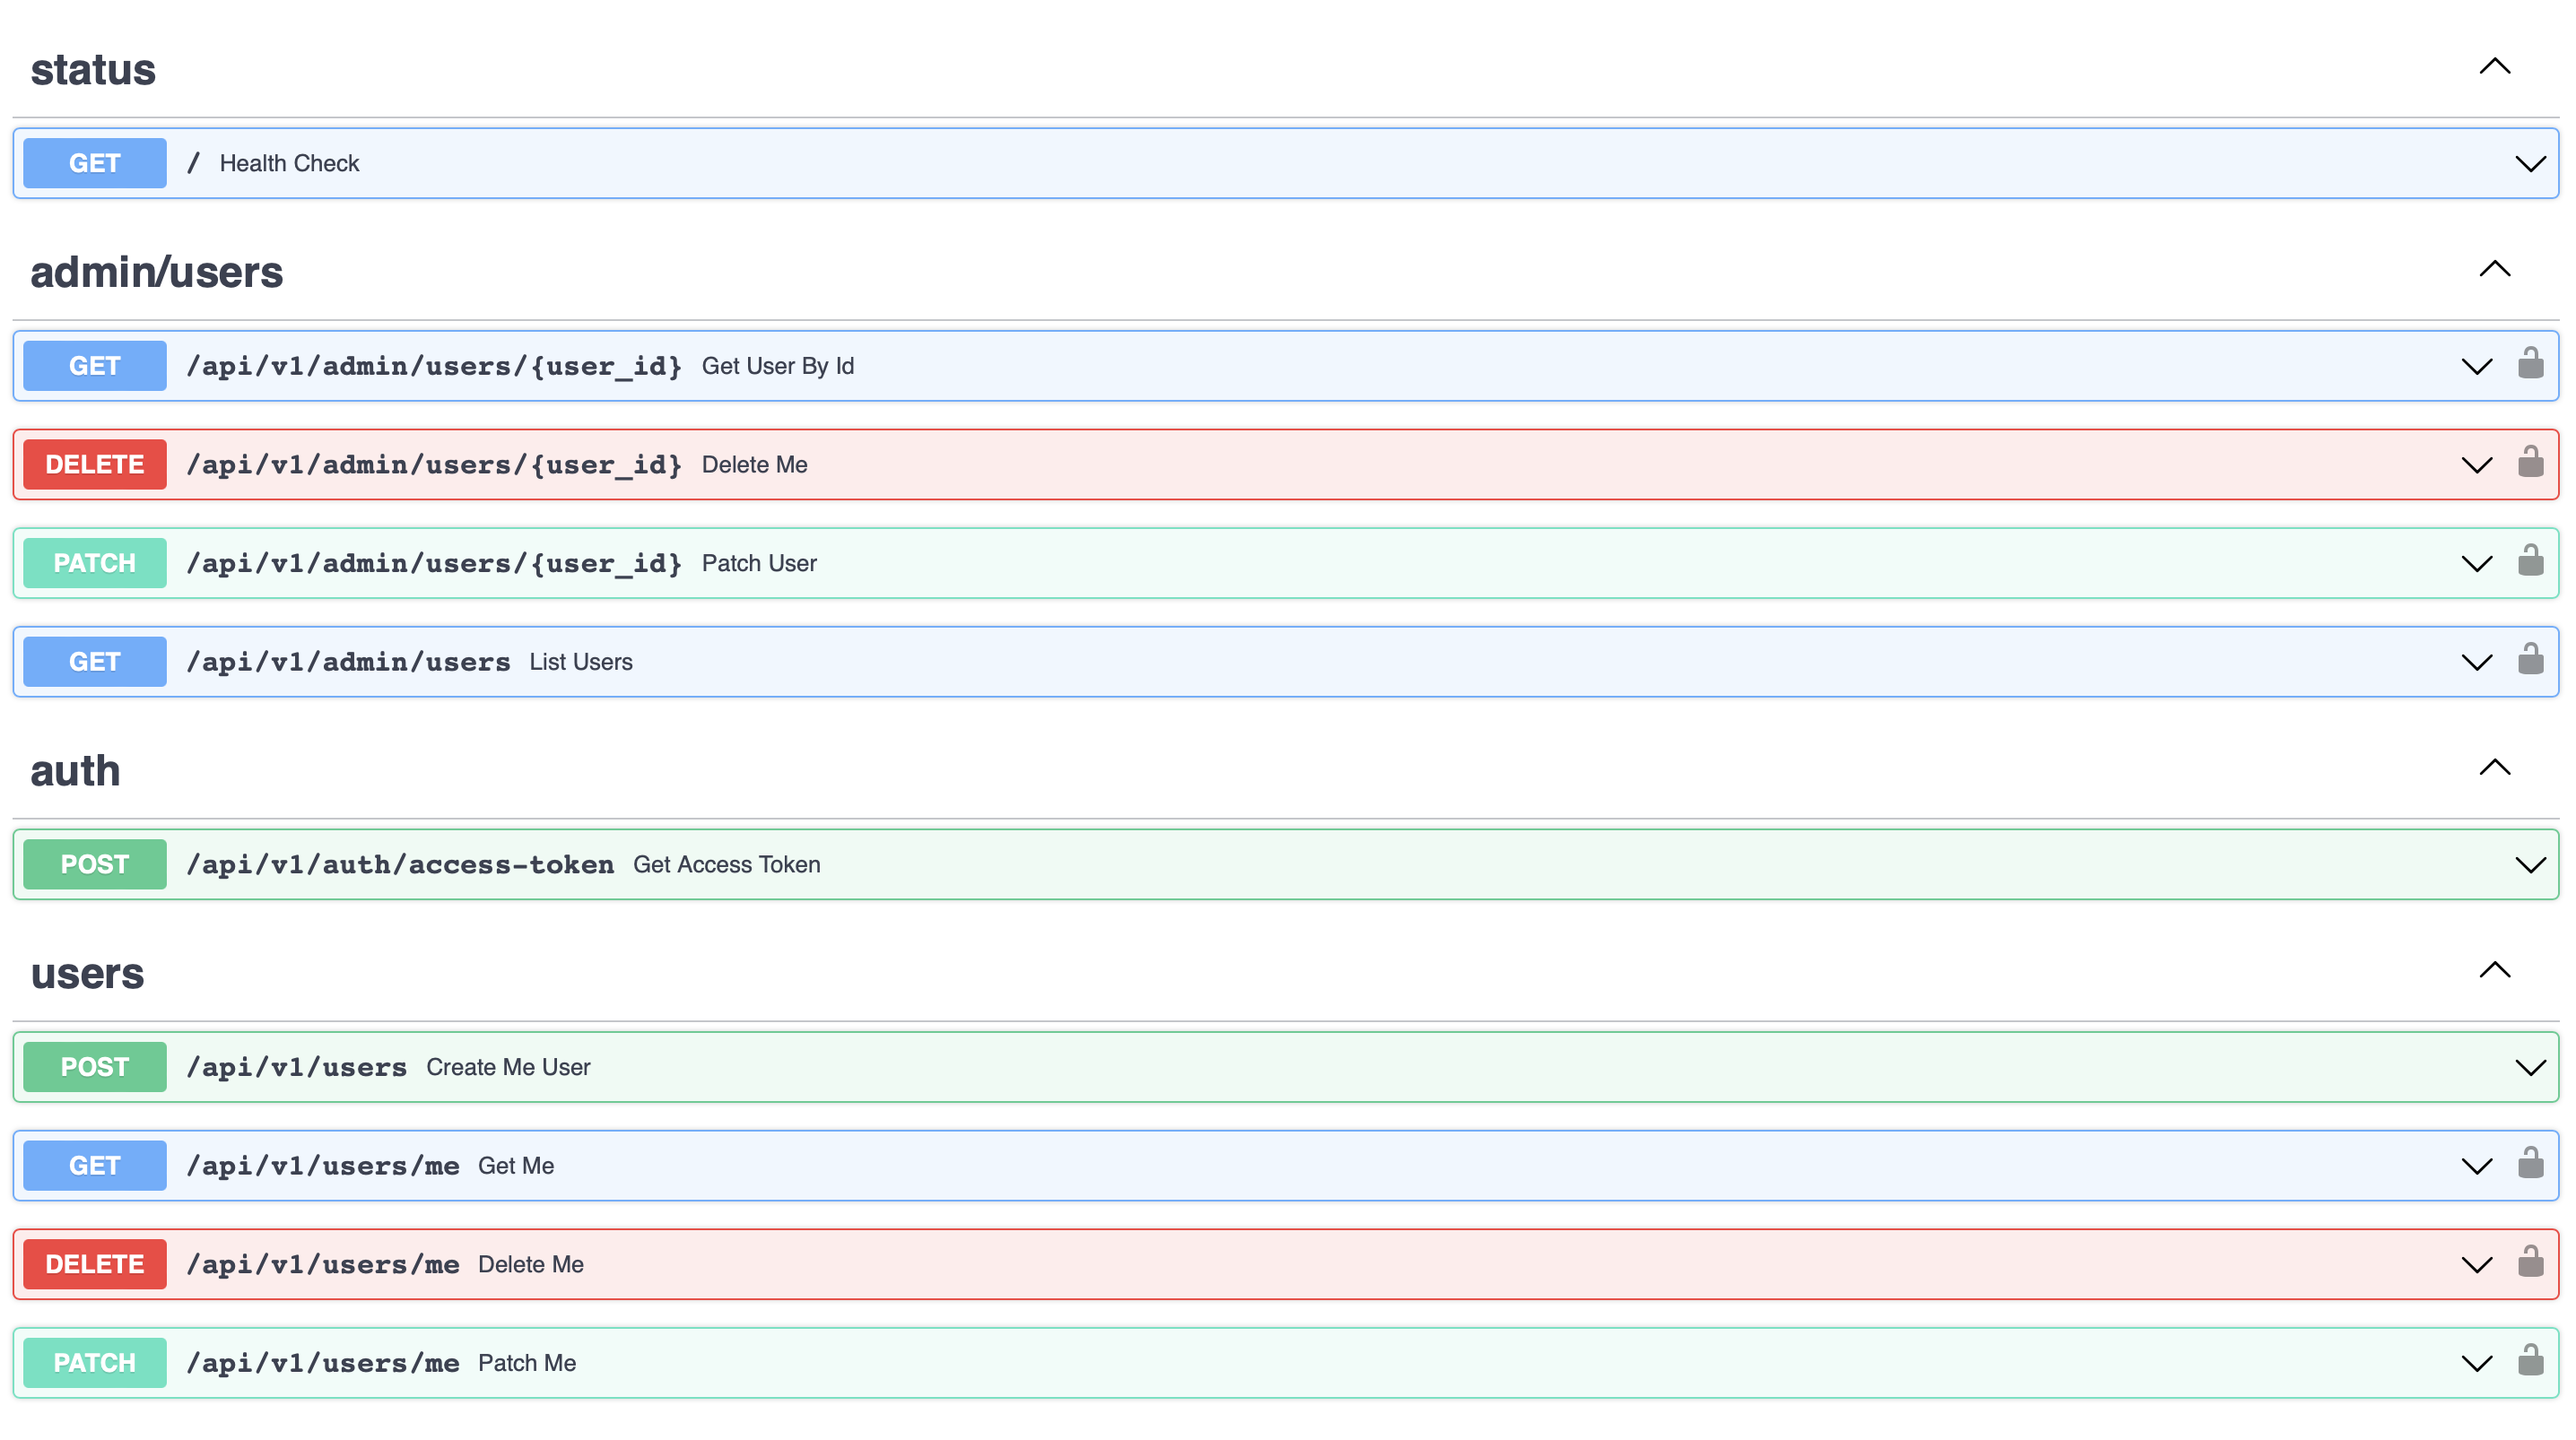 status
GET / Health Check
admin/users
GET /api/v1/admin/users/{user_id} Get User By Id
DELETE /api/v1/admin/users/{user_id} Delete Me
PATCH /api/v1/admin/users/{user_id} Patch User
GET /api/v1/admin/users List Users
auth
POST /api/v1/auth/access-token Get Access Token
users
POST /api/v1/users Create Me User
GET /api/v1/users/me Get Me
DELETE /api/v1/users/me Delete Me
PATCH /api/v1/users/me Patch Me